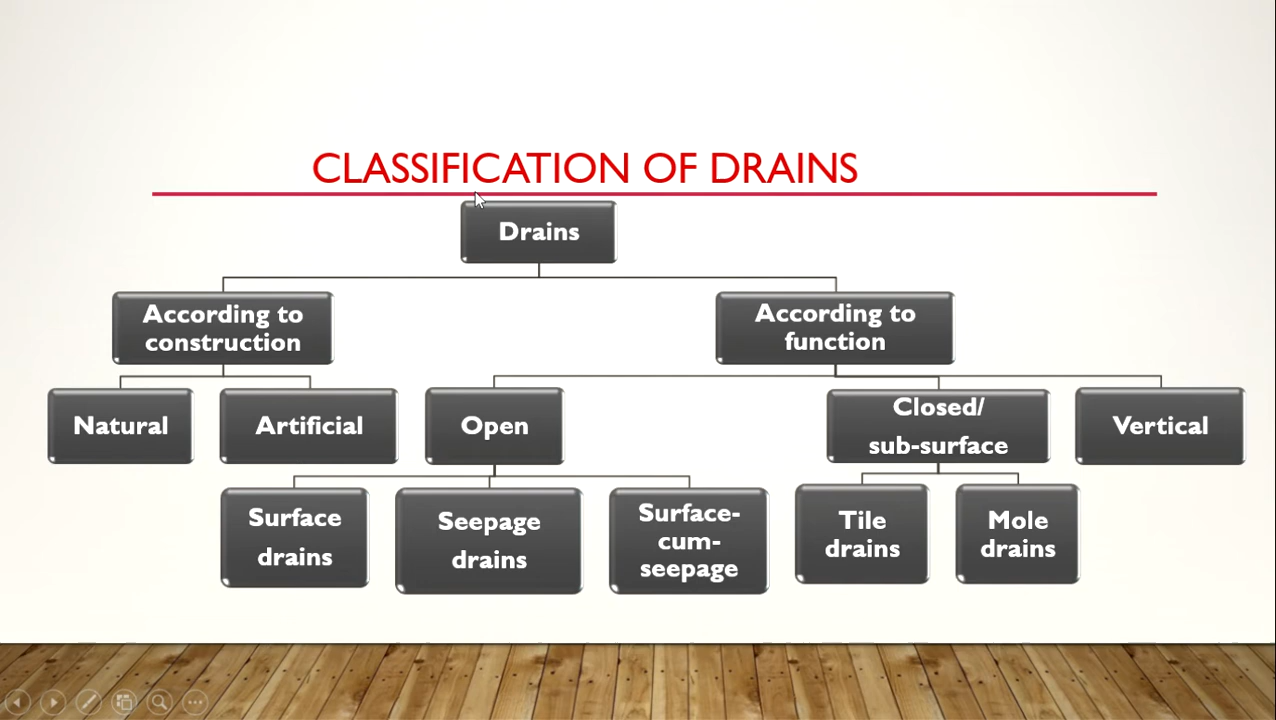 CLASSIFICATION OF DRAINS
Drains
According to
construction
According to
function
Natural
Artificial
Open
Closed/
sub-surface
Vertical
Surface
drains
Seepage
drains
Surface-
cum-
seepage
Tile
drains
Mole
drains